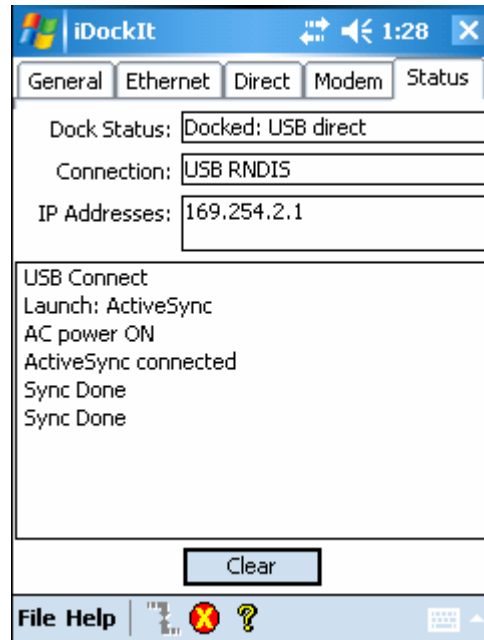 iDockIt 1:28
General Ethernet Direct Modem Status
Dock Status: Docked: USB direct
Connection: USB RNDIS
IP Addresses: 169.254.2.1
USB Connect
Launch: ActiveSync
AC power ON
ActiveSync connected
Sync Done
Sync Done
Clear
File Help